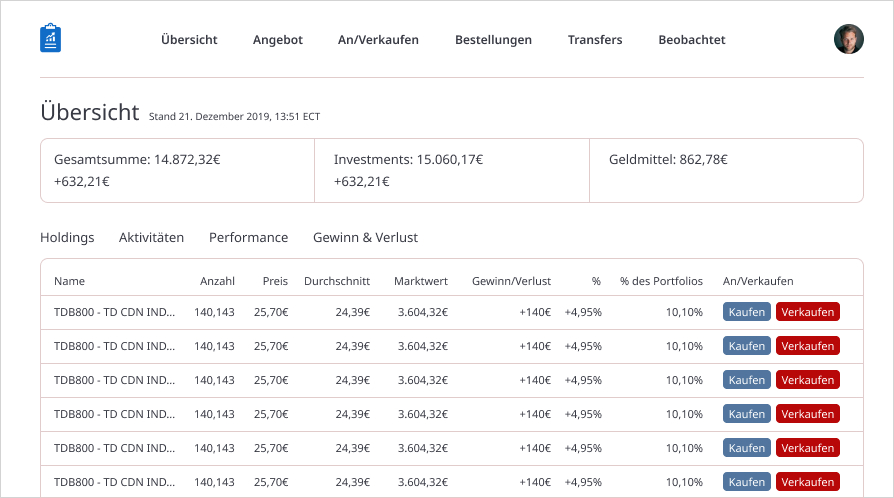 Übersicht Angebot An/Verkaufen Bestellungen Transfers Beobachtet
Übersicht Stand 21. Dezember 2019, 13:51 ECT
Gesamtsumme: 14.872,32€ Investments: 15.060,17€ Geldmittel: 862,78€
+632,21€ +632,21€
Holdings Aktivitäten Performance Gewinn & Verlust
Name Anzahl Preis Durchschnitt Marktwert Gewinn/Verlust % % des Portfolios An/Verkaufen
TDB800 - TD CDN IND... 140,143 25,70€ 24,39€ 3.604,32€ +140€ +4,95% 10,10% Kaufen Verkaufen
TDB800 - TD CDN IND... 140,143 25,70€ 24,39€ 3.604,32€ +140€ +4,95% 10,10% Kaufen Verkaufen
TDB800 - TD CDN IND... 140,143 25,70€ 24,39€ 3.604,32€ +140€ +4,95% 10,10% Kaufen Verkaufen
TDB800 - TD CDN IND... 140,143 25,70€ 24,39€ 3.604,32€ +140€ +4,95% 10,10% Kaufen Verkaufen
TDB800 - TD CDN IND... 140,143 25,70€ 24,39€ 3.604,32€ +140€ +4,95% 10,10% Kaufen Verkaufen
TDB800 - TD CDN IND... 140,143 25,70€ 24,39€ 3.604,32€ +140€ +4,95% 10,10% Kaufen Verkaufen